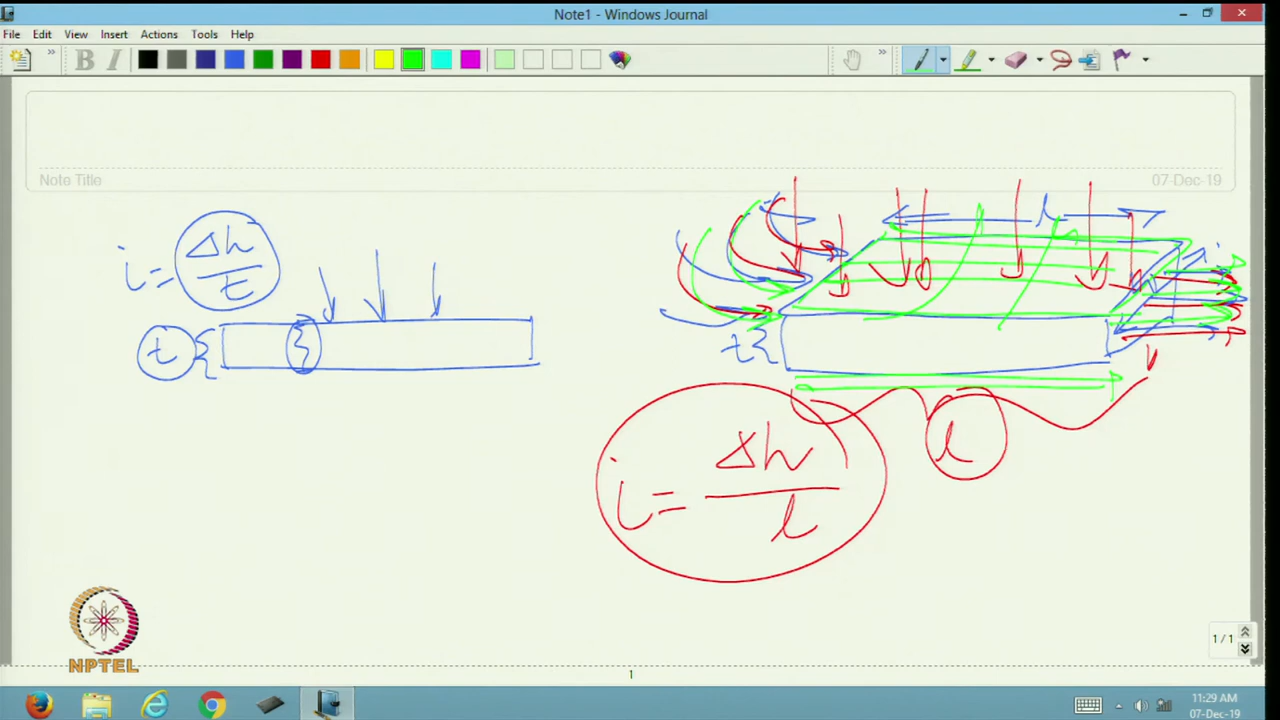 Note1 - Windows Journal
File Edit View Insert Actions Tools Help
B I
Note Title
07-Dec-19
i = Δh/t
t
l
t
l
i = Δh/l
NPTEL
1
1/1
11:29 AM
07-Dec-19